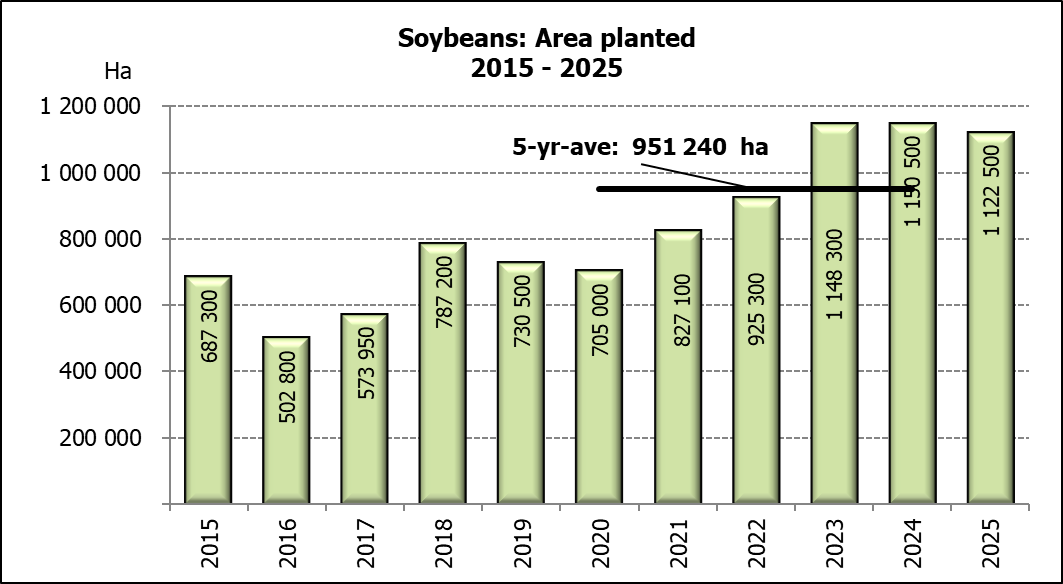 Soybeans: Area planted
2015 - 2025
Ha
1 200 000
1 000 000
800 000
600 000
400 000
200 000
5-yr-ave:  951 240  ha
687 300
502 800
573 950
787 200
730 500
705 000
827 100
925 300
1 148 300
1 150 500
1 122 500
2015
2016
2017
2018
2019
2020
2021
2022
2023
2024
2025